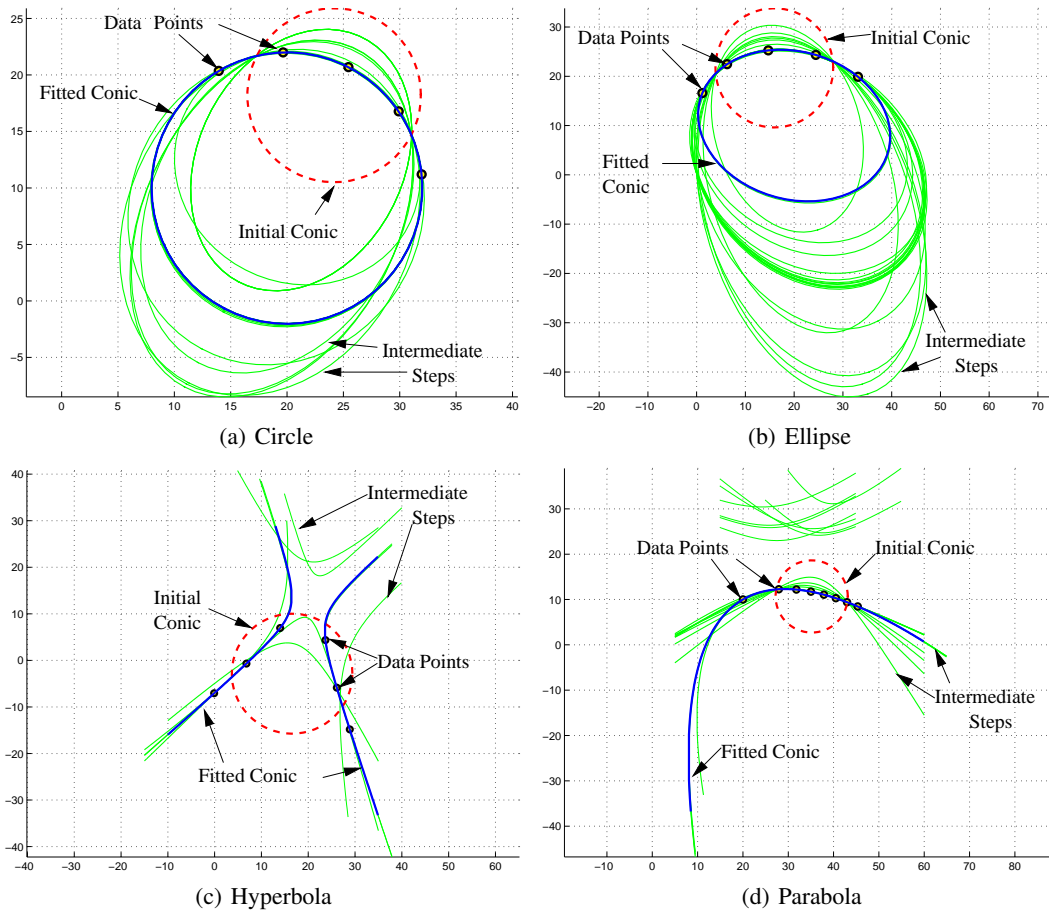 25
20
15
10
5
0
−5
0 5 10 15 20 25 30 35 40
Data Points
Fitted Conic
Initial Conic
Intermediate
Steps
(a) Circle
30
20
10
0
−10
−20
−30
−40
−20 −10 0 10 20 30 40 50 60 70
Data Points
Initial Conic
Fitted
Conic
Intermediate
Steps
(b) Ellipse
40
30
20
10
0
−10
−20
−30
−40
−40 −30 −20 −10 0 10 20 30 40 50 60
Intermediate
Steps
Initial
Conic
Data Points
Fitted Conic
(c) Hyperbola
30
20
10
0
−10
−20
−30
−40
−10 0 10 20 30 40 50 60 70 80
Data Points
Initial Conic
Intermediate
Steps
Fitted Conic
(d) Parabola